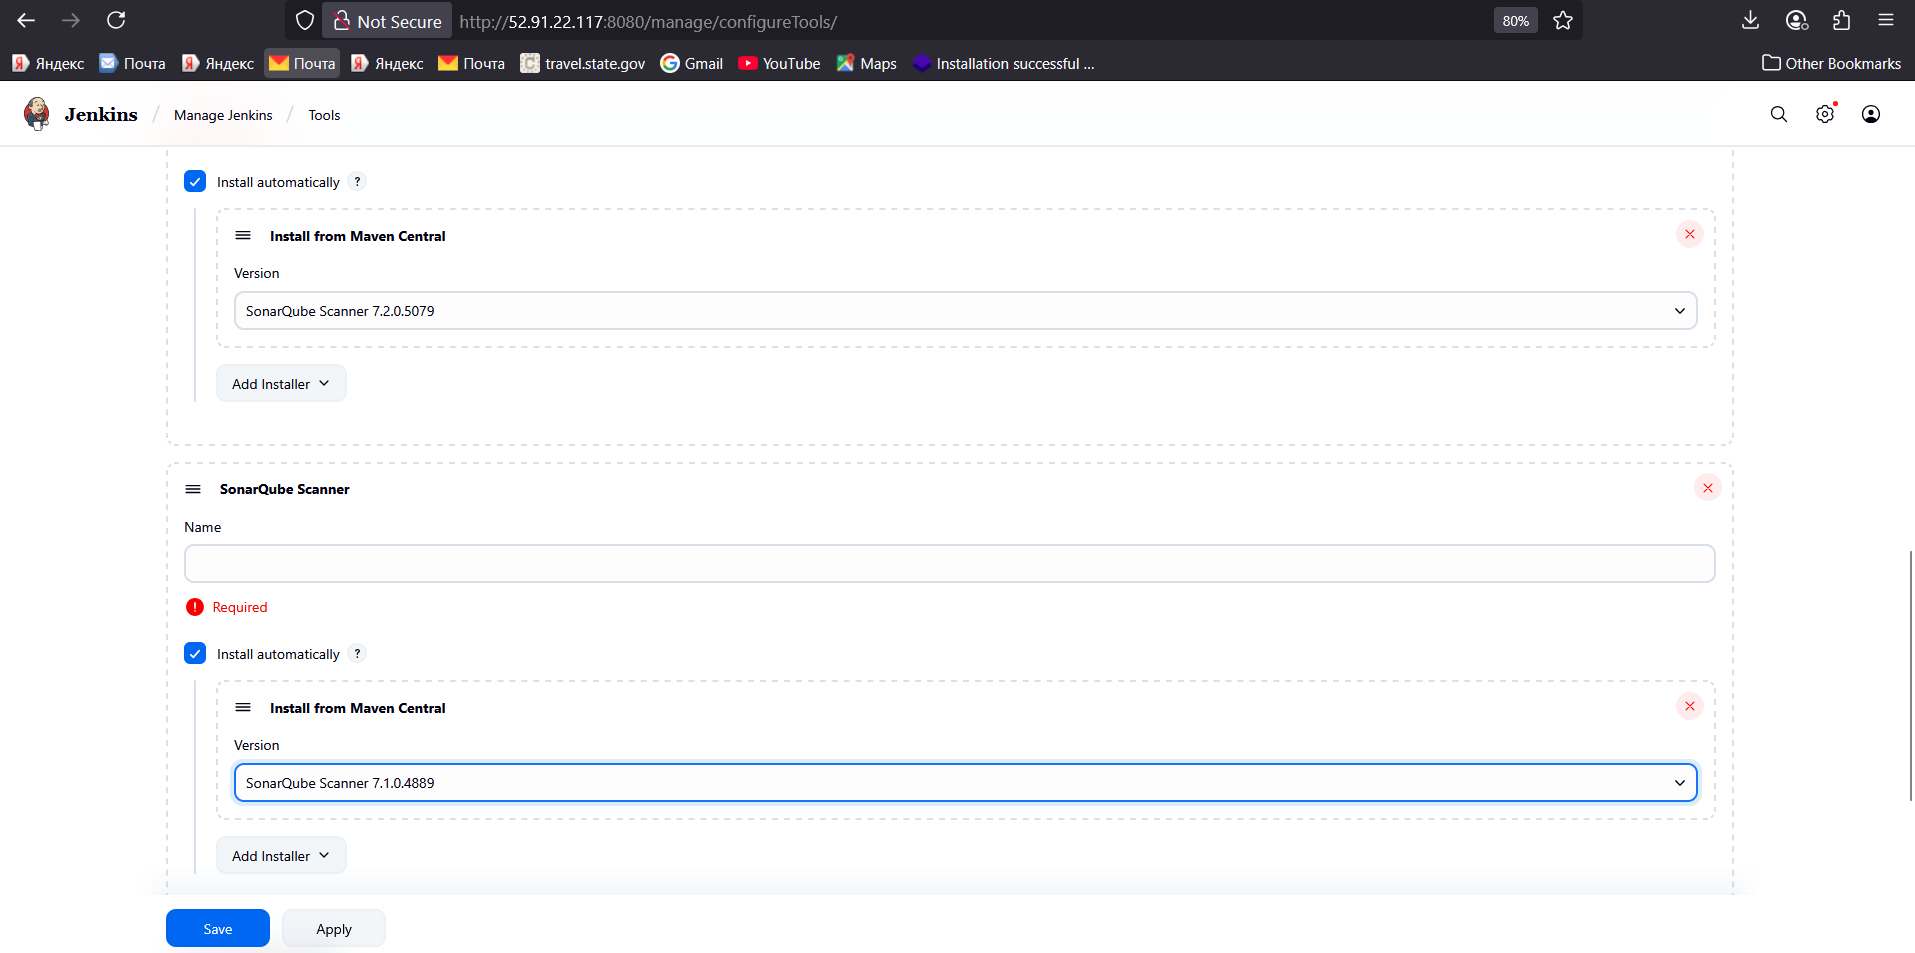 Not Secure http://52.91.22.117:8080/manage/configureTools/ 80%
Яндекс Почта Яндекс Почта Яндекс Почта travel.state.gov Gmail YouTube Maps Installation successful ... Other Bookmarks
Jenkins / Manage Jenkins / Tools
Install automatically ?
Install from Maven Central
Version
SonarQube Scanner 7.2.0.5079
Add Installer
SonarQube Scanner
Name
Required
Install automatically ?
Install from Maven Central
Version
SonarQube Scanner 7.1.0.4889
Add Installer
Save Apply